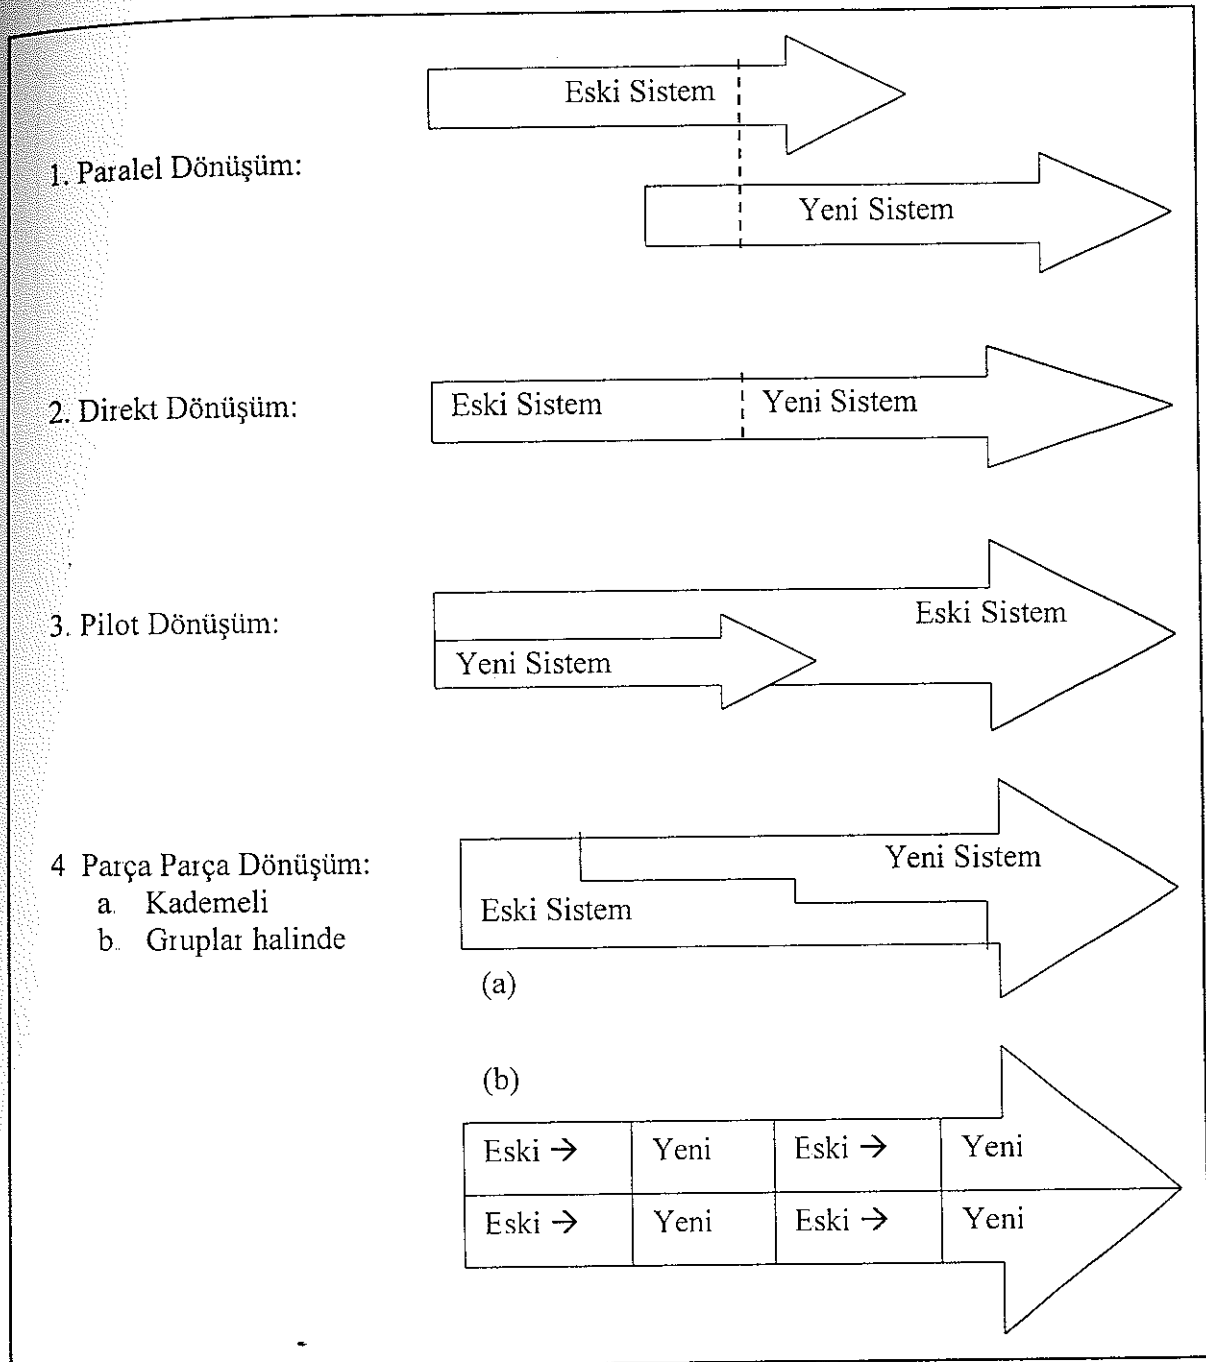 Eski Sistem
1. Paralel Dönüşüm:
Yeni Sistem
2. Direkt Dönüşüm:
Eski Sistem
Yeni Sistem
3. Pilot Dönüşüm:
Eski Sistem
Yeni Sistem
4 Parça Parça Dönüşüm:
a. Kademeli
b. Gruplar halinde
Yeni Sistem
Eski Sistem
(a)
(b)
Eski → Yeni Eski → Yeni
Eski → Yeni Eski → Yeni